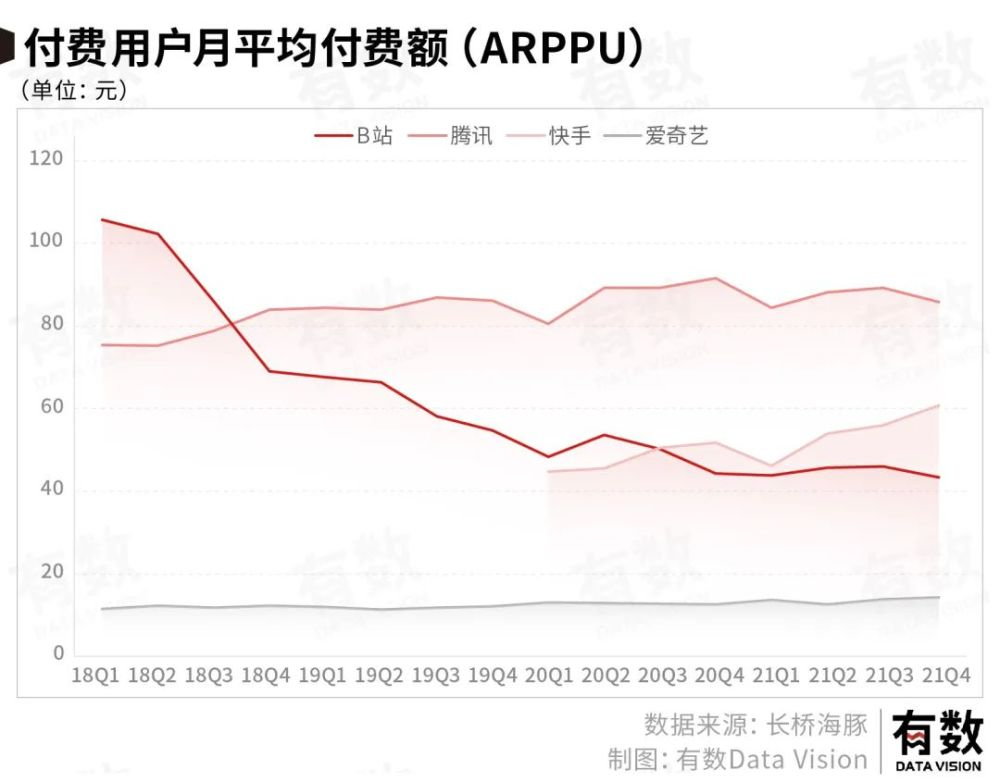 付费用户月平均付费额（ARPPU）
（单位：元）
B站 腾讯 快手 爱奇艺
120
100
80
60
40
20
0
18Q1 18Q2 18Q3 18Q4 19Q1 19Q2 19Q3 19Q4 20Q1 20Q2 20Q3 20Q4 21Q1 21Q2 21Q3 21Q4
数据来源：长桥海豚
制图：有数Data Vision
有数
DATA VISION